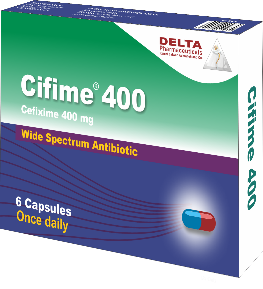 DELTA
Pharmaceuticals
Cifime® 400
Cefixime 400 mg
Wide Spectrum Antibiotic
6 Capsules
Once daily
Cifime 400